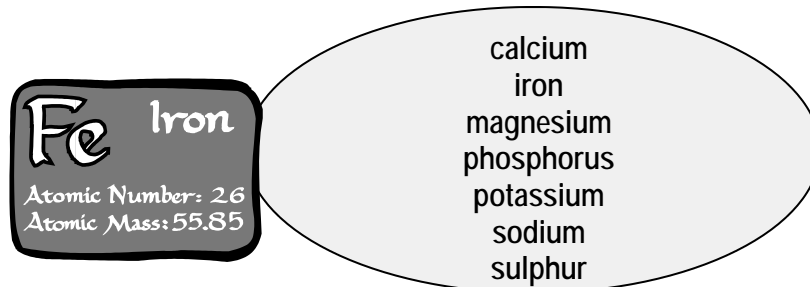 Fe Iron
Atomic Number: 26
Atomic Mass: 55.85
calcium
iron
magnesium
phosphorus
potassium
sodium
sulphur